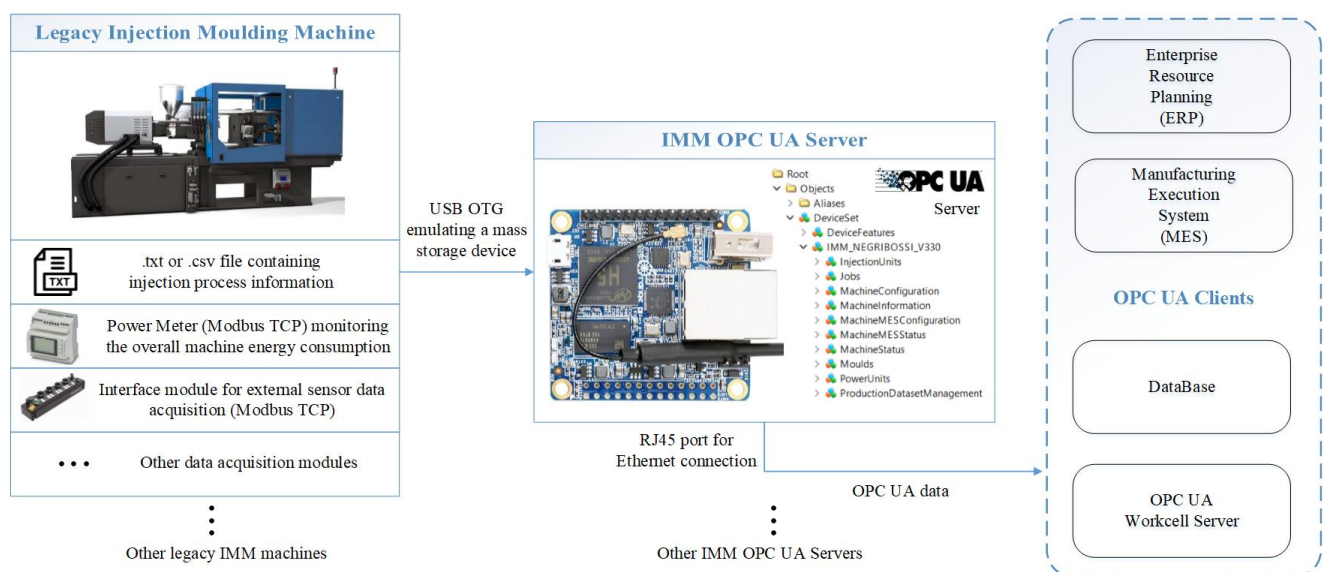 Legacy Injection Moulding Machine
TXT
.txt or .csv file containing
injection process information
Power Meter (Modbus TCP) monitoring
the overall machine energy consumption
Interface module for external sensor data
acquisition (Modbus TCP)
Other data acquisition modules
Other legacy IMM machines
USB OTG
emulating a mass
storage device
IMM OPC UA Server
H5
Root
Objects
Aliases
DeviceSet
DeviceFeatures
IMM_NEGRIBOSSI_V330
InjectionUnits
Jobs
MachineConfiguration
MachineInformation
MachineMESConfiguration
MachineMESStatus
MachineStatus
Moulds
PowerUnits
ProductionDatasetManagement
OPC UA
Server
RJ45 port for
Ethernet connection
OPC UA data
Other IMM OPC UA Servers
Enterprise
Resource
Planning
(ERP)
Manufacturing
Execution
System
(MES)
OPC UA Clients
DataBase
OPC UA
Workcell Server